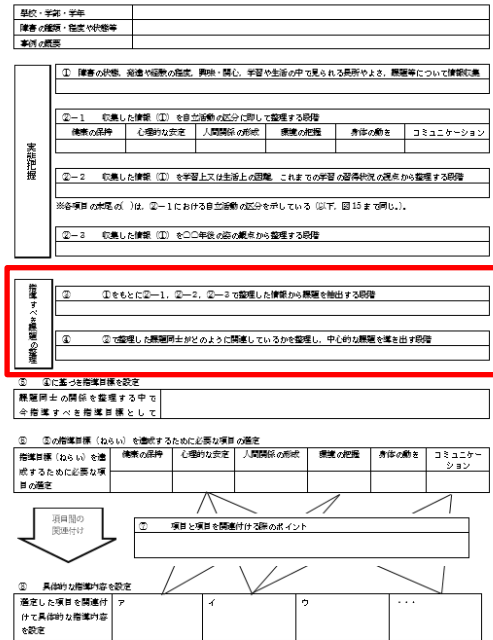 学校・学部・学年
障害の種類・程度や状態等
事例の概要
実態把握
① 障害の状態、発達や経験の程度、興味・関心、学習や生活の中で見られる長所やよさ、課題等について情報収集
②－1 収集した情報（①）を自立活動の区分に即して整理する段階
健康の保持 心理的な安定 人間関係の形成 環境の把握 身体の動き コミュニケーション
②－2 収集した情報（①）を学習上又は生活上の困難、これまでの学習の習得状況の視点から整理する段階
※各項目の末尾の（ ）は、②－1における自立活動の区分を示している（以下、図15まで同じ。）。
②－3 収集した情報（①）を〇〇年後の姿の観点から整理する段階
指導すべき課題の整理
③ ①をもとに②－1，②－2，②－3で整理した情報から課題を抽出する段階
④ ③で整理した課題同士がどのように関連しているかを整理し、中心的な課題を導き出す段階
⑤ ④に基づき指導目標を設定
課題同士の関係を整理する中で
今指導すべき指導目標として
⑥ ⑤の指導目標（ねらい）を達成するために必要な項目の選定
指導目標（ねらい）を達
成するために必要な項
目の選定
健康の保持 心理的な安定 人間関係の形成 環境の把握 身体の動き コミュニケー
ション
項目間の
関連付け
⑦ 項目と項目を関連付ける際のポイント
⑧ 具体的な指導内容を設定
選定した項目を関連付
けて具体的な指導内容
を設定
ア イ ウ ・・・